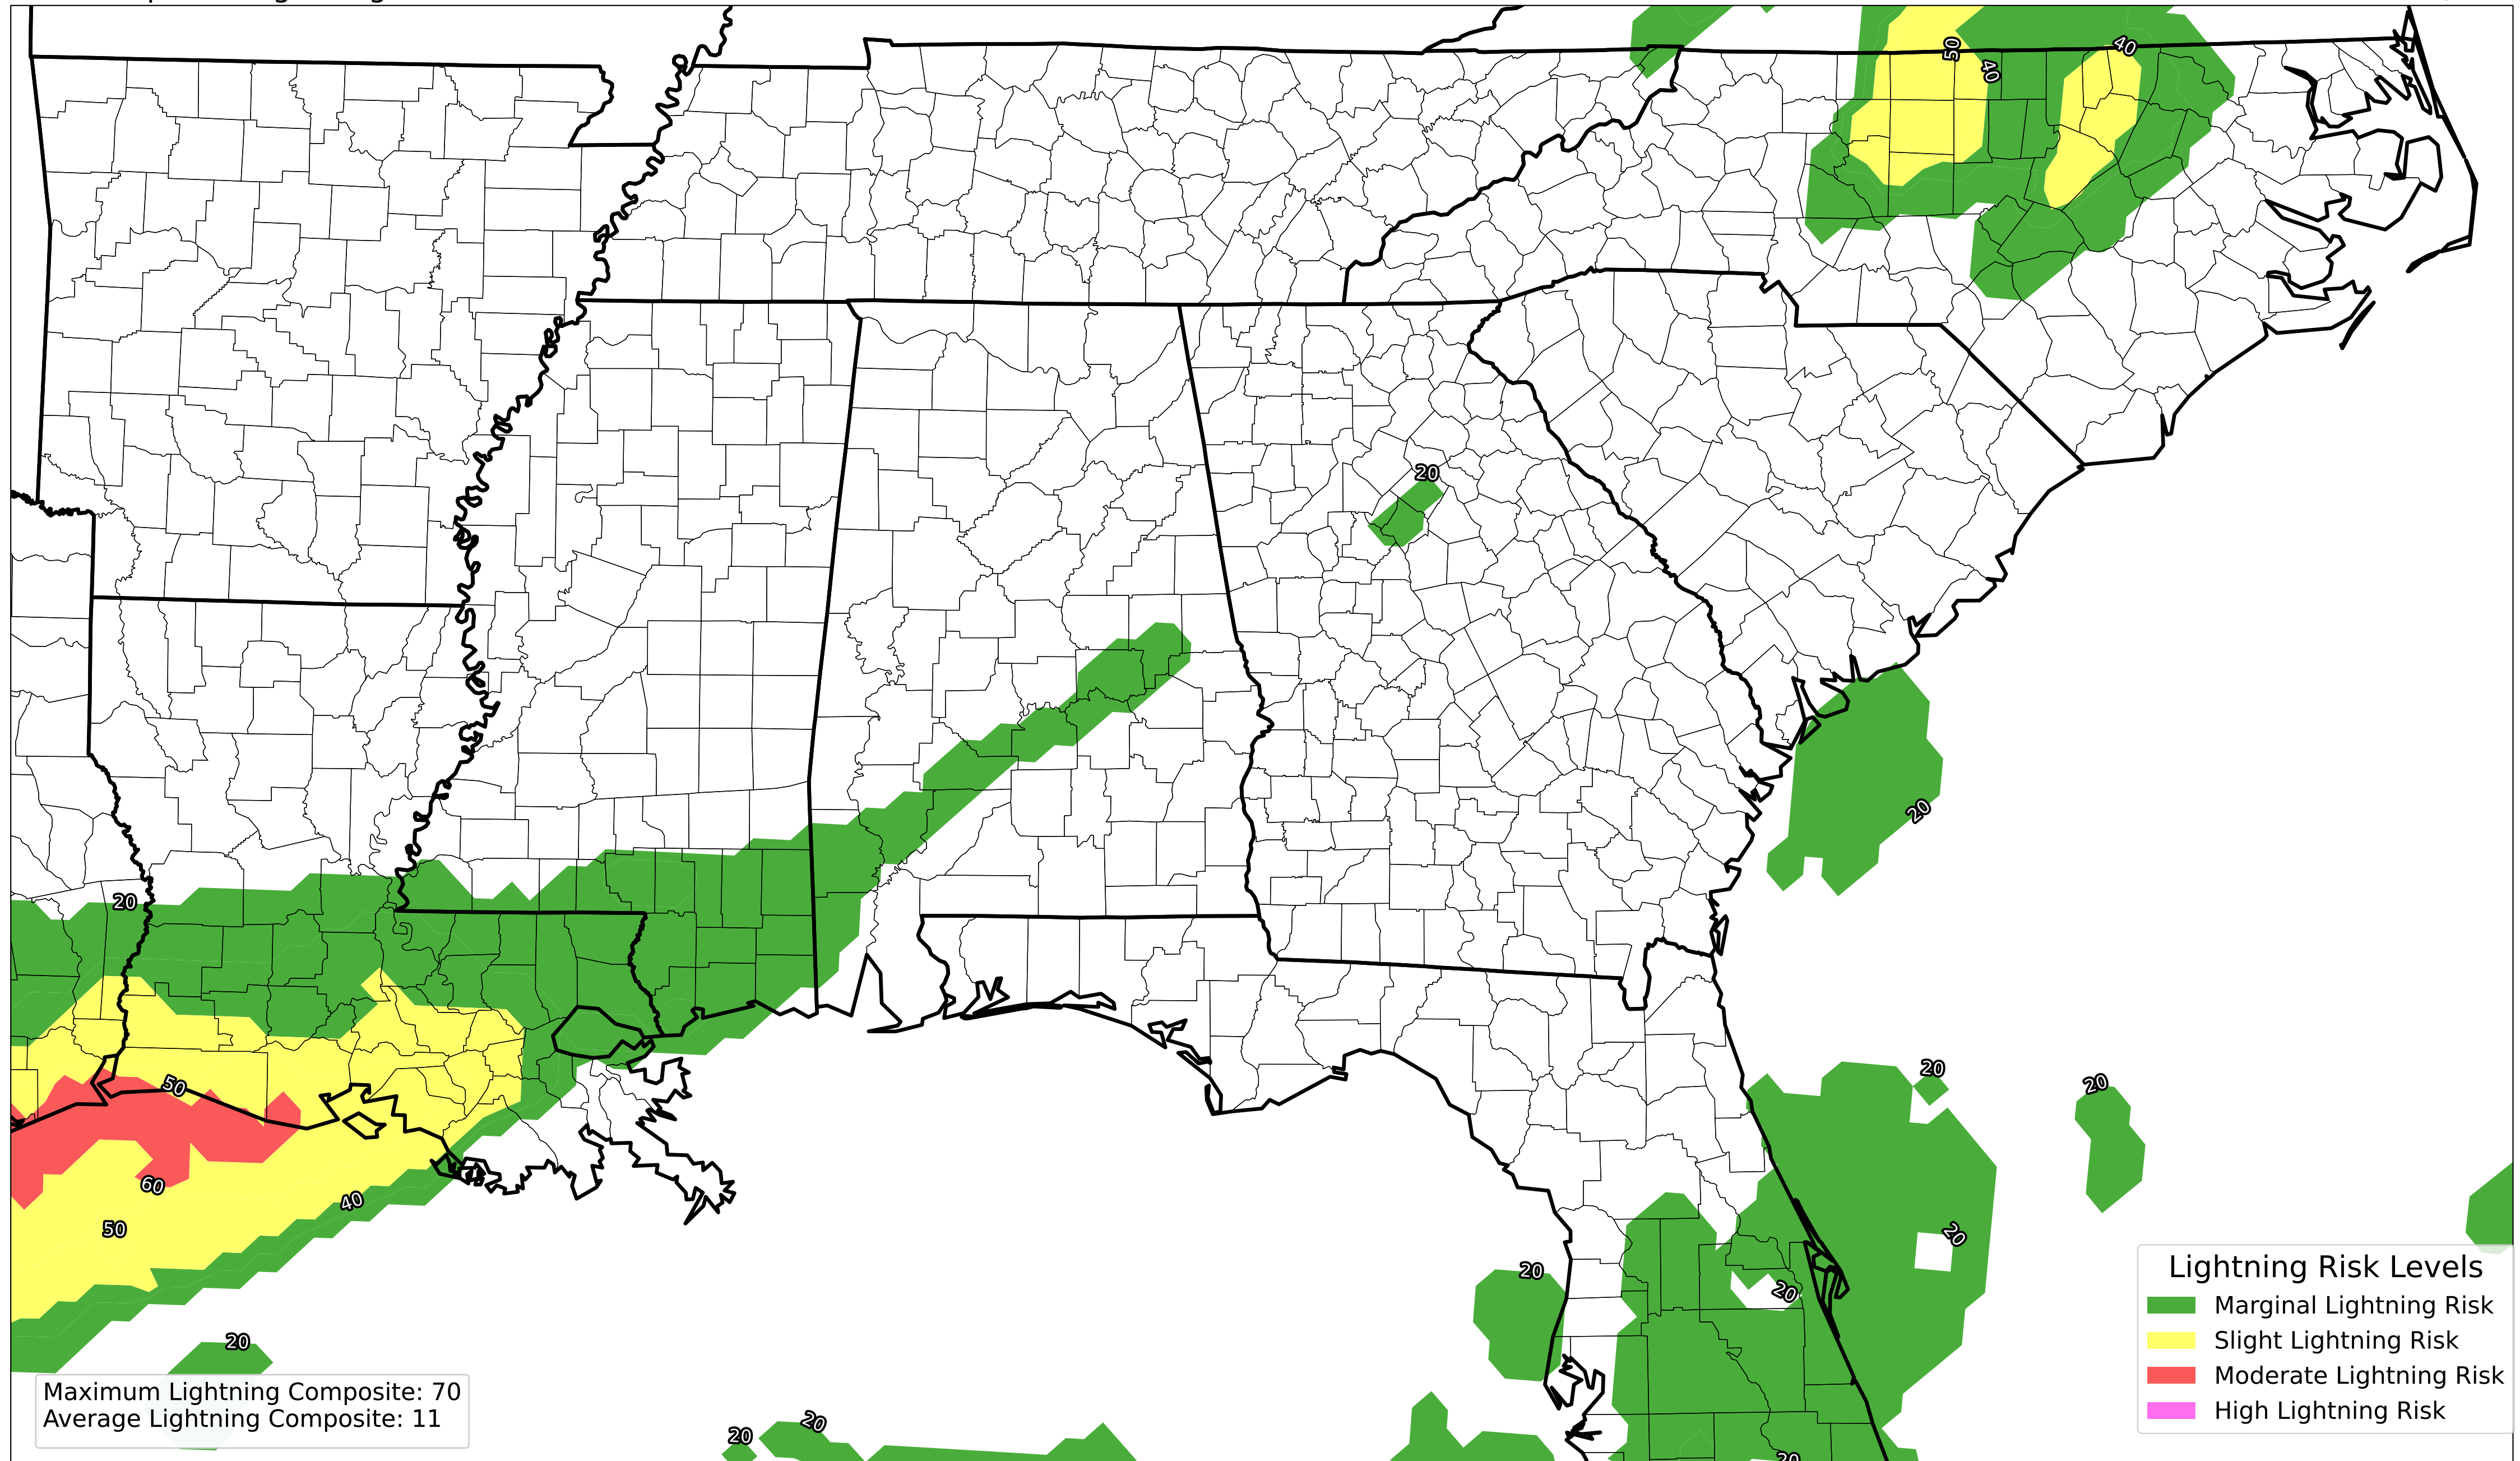 50
40
40
20
20
20
50
20
20
60
40
50
20
20
20
20
20
20
20
Lightning Risk Levels
Marginal Lightning Risk
Slight Lightning Risk
Moderate Lightning Risk
High Lightning Risk
Maximum Lightning Composite: 70
Average Lightning Composite: 11